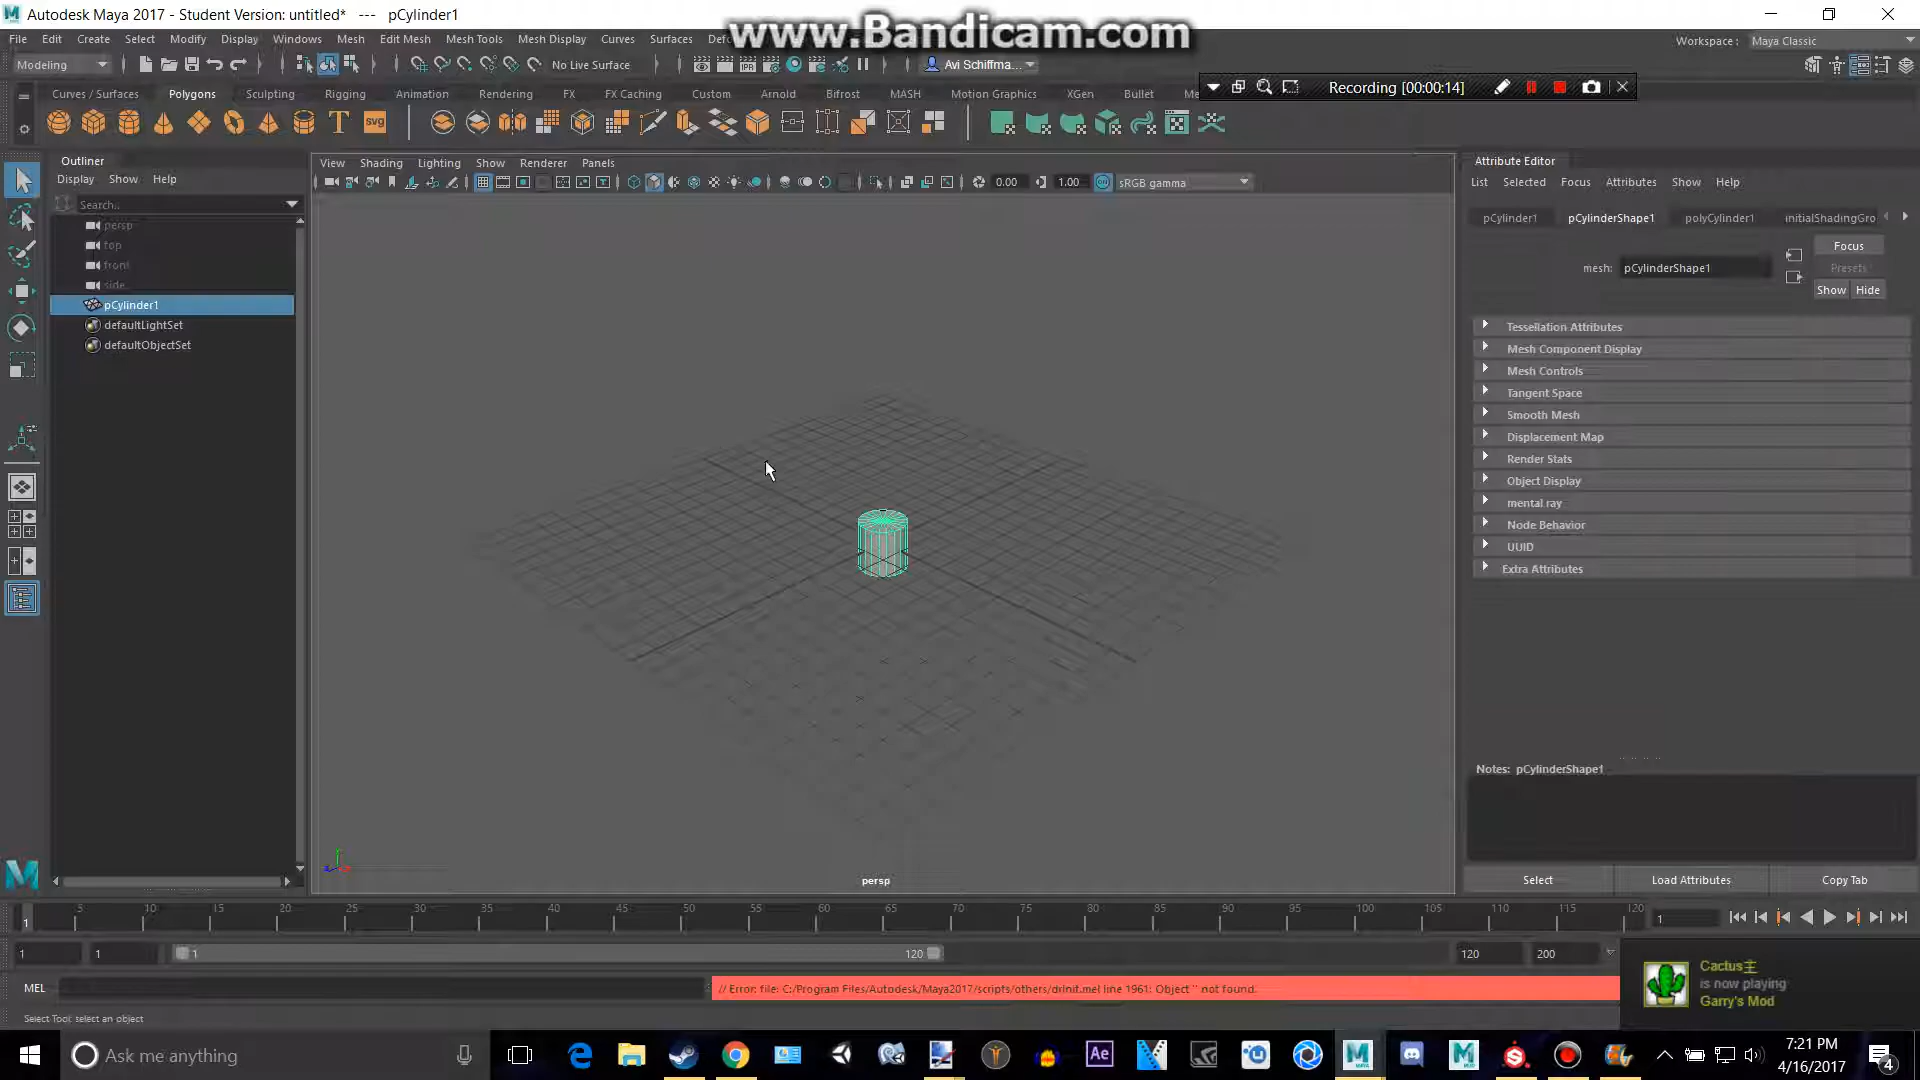 Autodesk Maya 2017 - Student Version: untitled* --- pCylinder1
www.Bandicam.com
File Edit Create Select Modify Display Windows Mesh Edit Mesh Mesh Tools Mesh Display Curves Surfaces
Workspace: Maya Classic
Modeling
No Live Surface
Avi Schiffma...
Recording [00:00:14]
Curves / Surfaces Polygons Sculpting Rigging Animation Rendering FX FX Caching Custom Arnold Bifrost MASH Motion Graphics XGen Bullet
SVG
Outliner
Display Show Help
Search...
persp
top
front
side
pCylinder1
defaultLightSet
defaultObjectSet
View Shading Lighting Show Renderer Panels
0.00 1.00 sRGB gamma
persp
Attribute Editor
List Selected Focus Attributes Show Help
pCylinder1 pCylinderShape1 polyCylinder1 initialShadingGro
mesh: pCylinderShape1
Focus
Presets
Show Hide
Tessellation Attributes
Mesh Component Display
Mesh Controls
Tangent Space
Smooth Mesh
Displacement Map
Render Stats
Object Display
mental ray
Node Behavior
UUID
Extra Attributes
Notes: pCylinderShape1
Select Load Attributes Copy Tab
5 10 15 20 25 30 35 40 45 50 55 60 65 70 75 80 85 90 95 100 105 110 115 120
1 1
1 1 1 120 120 200
MEL
// Error: file: C:/Program Files/Autodesk/Maya2017/scripts/others/drInit.mel line 1961: Object '' not found.
Select Tool: select an object
Cactus主
is now playing
Garry's Mod
Ask me anything
Ae
7:21 PM
4/16/2017
4